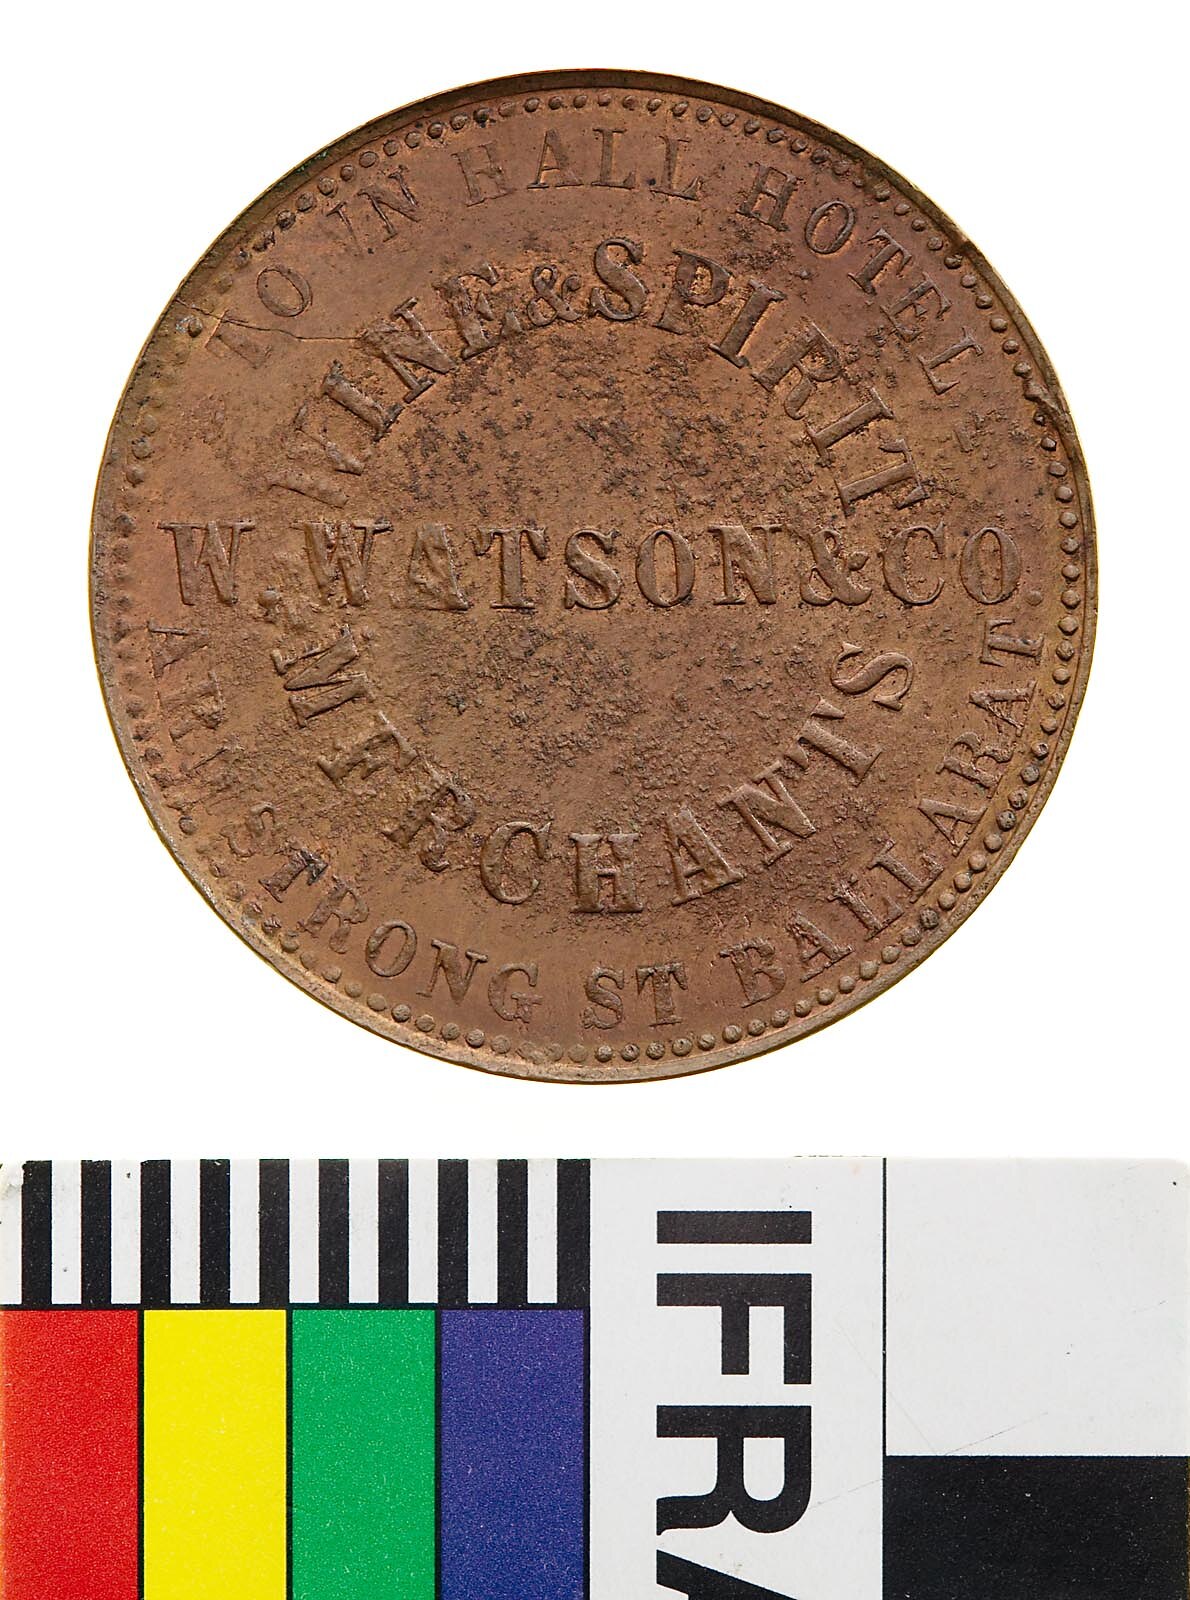 TOWN HALL HOTEL
WINE & SPIRIT
W. WATSON & CO.
MERCHANTS
ARMSTRONG ST BALLARAT.
IFRA